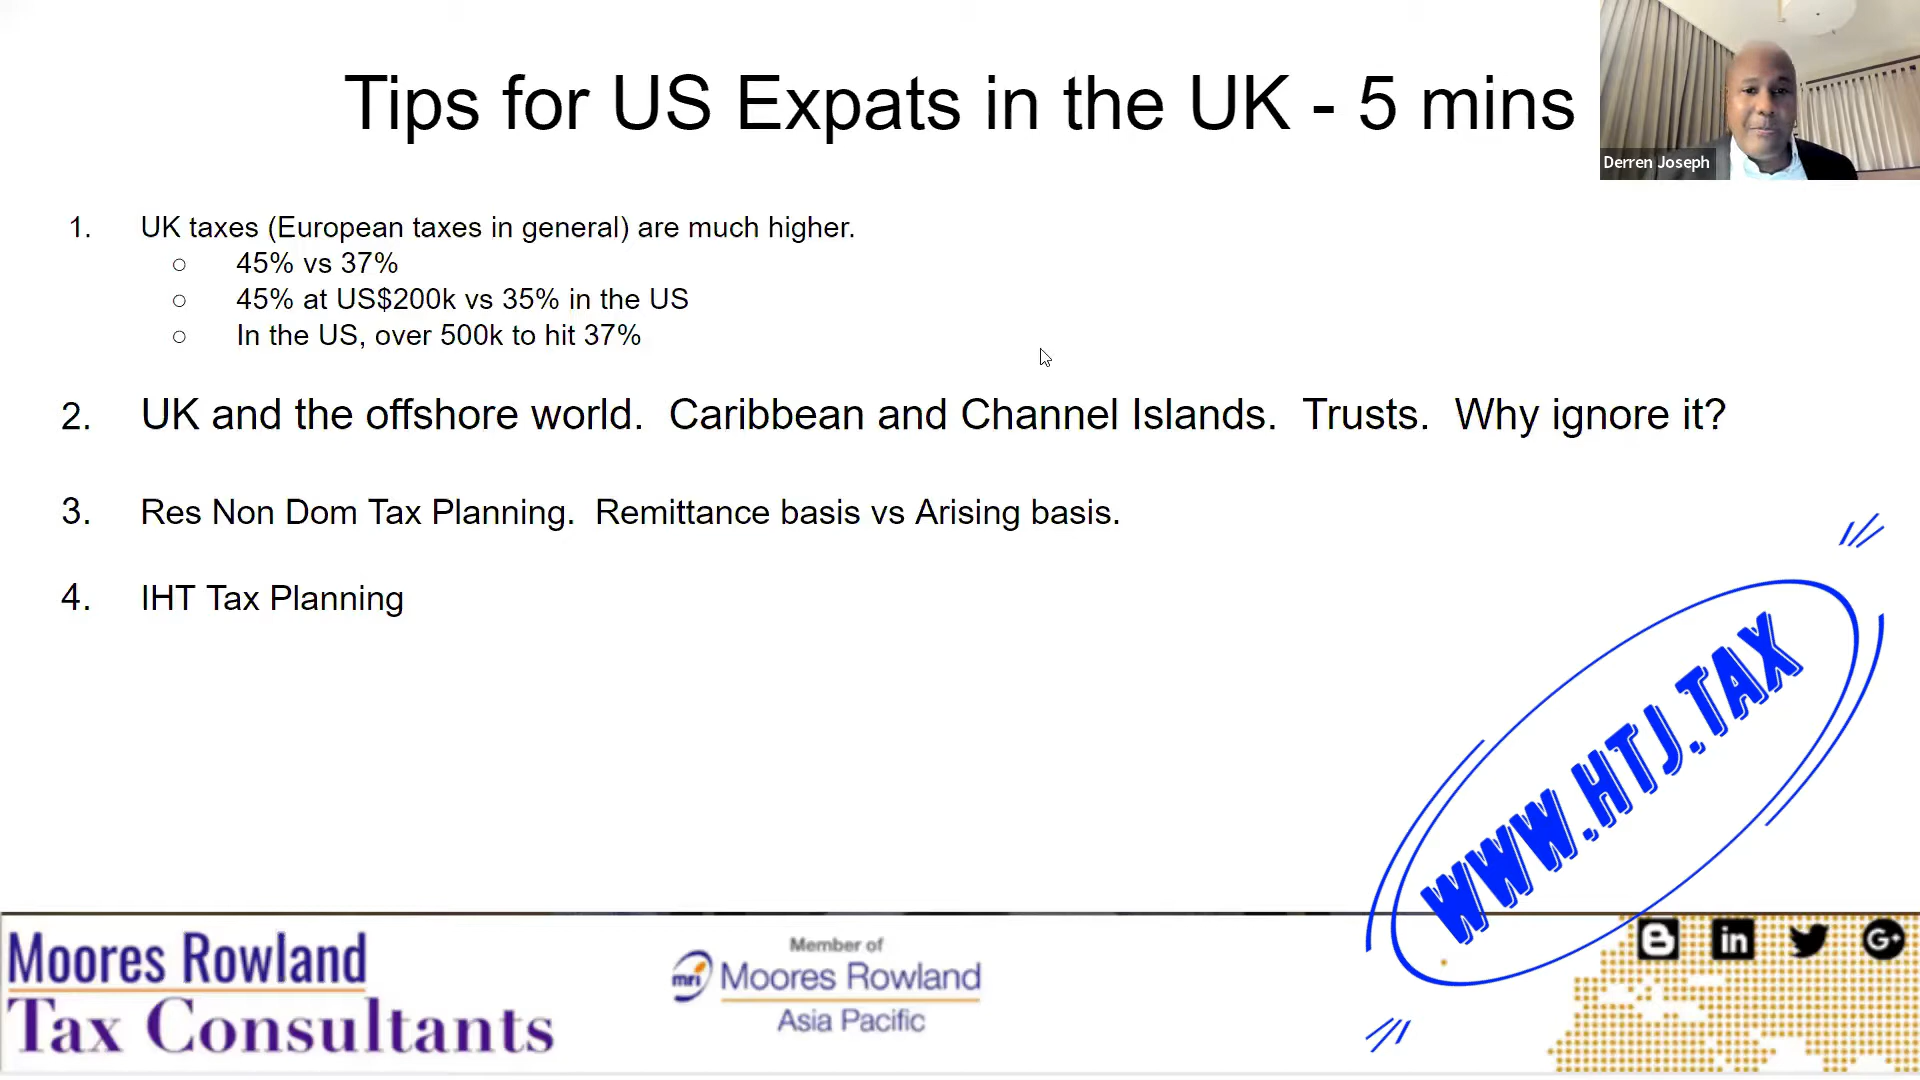 Tips for US Expats in the UK - 5 mins
Derren Joseph
1. UK taxes (European taxes in general) are much higher.
○ 45% vs 37%
○ 45% at US$200k vs 35% in the US
○ In the US, over 500k to hit 37%
2. UK and the offshore world. Caribbean and Channel Islands. Trusts. Why ignore it?
3. Res Non Dom Tax Planning. Remittance basis vs Arising basis.
4. IHT Tax Planning
WWW.HTJ.TAX
Moores Rowland
Tax Consultants
Member of
mri Moores Rowland
Asia Pacific
in
G+